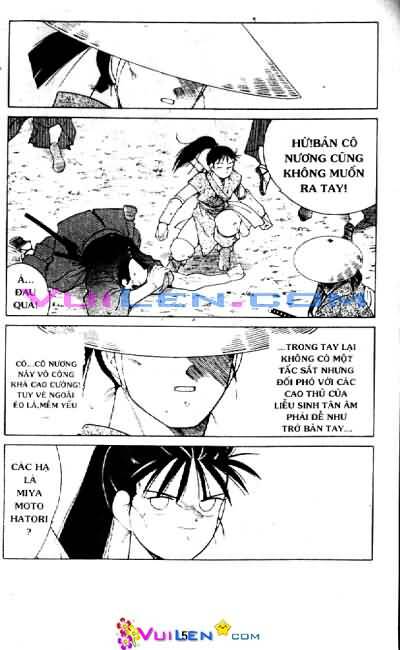 HỪ! BẢN CÔ
NƯƠNG CŨNG
KHÔNG MUỐN
RA TAY!
À...
ĐAU
QUÁ!
VUILEN.COM
CÔ...CÔ NƯƠNG
NÀY VÕ CÔNG
KHÁ CAO CƯỜNG!
TUY VẺ NGOÀI
ẺO LẢ, MỀM YẾU
...TRONG TAY LẠI
KHÔNG CÓ MỘT
TẤC SẮT NHƯNG
ĐỐI PHÓ VỚI CÁC
CAO THỦ CỦA
LIỄU SINH TÂN ÂM
PHÁI DỄ NHƯ
TRỞ BÀN TAY...
CÁC HẠ
LÀ
MIYA
MOTO
HATORI
?
VUILEN.COM
5